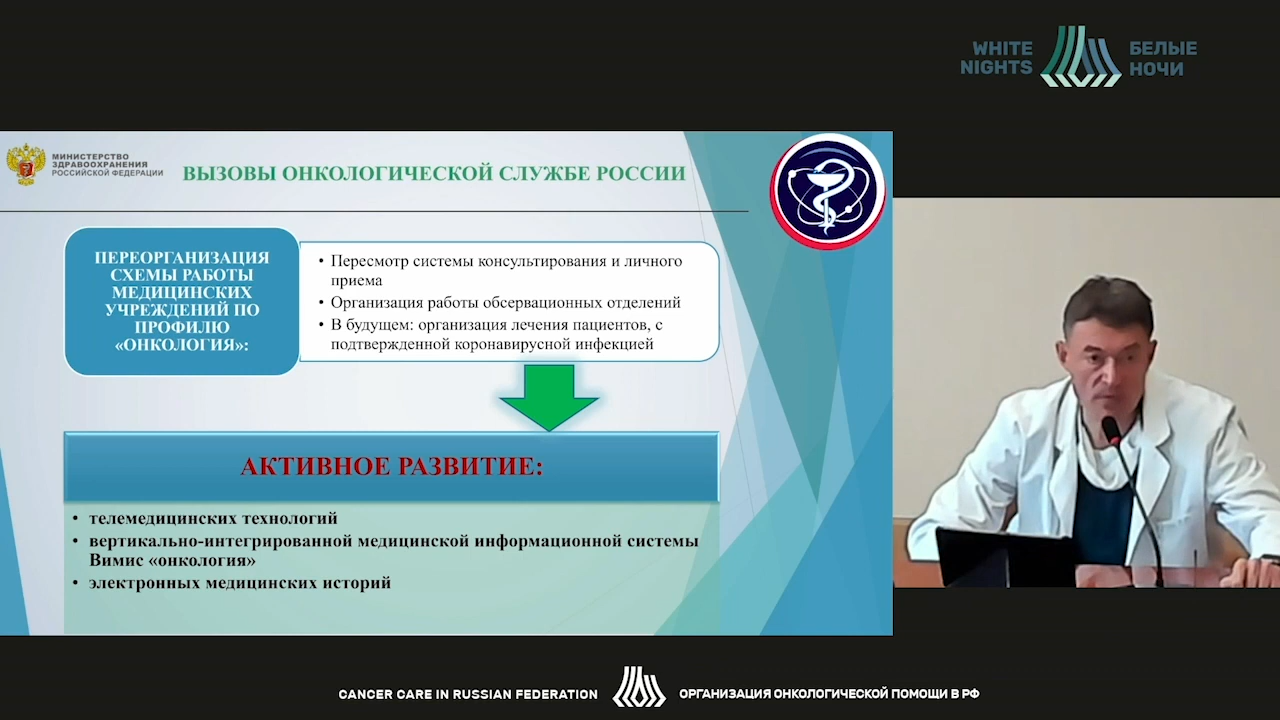 WHITE
NIGHTS
БЕЛЫЕ
НОЧИ
МИНИСТЕРСТВО
ЗДРАВООХРАНЕНИЯ
РОССИЙСКОЙ ФЕДЕРАЦИИ
ВЫЗОВЫ ОНКОЛОГИЧЕСКОЙ СЛУЖБЕ РОССИИ
ПЕРЕОРГАНИЗАЦИЯ
СХЕМЫ РАБОТЫ
МЕДИЦИНСКИХ
УЧРЕЖДЕНИЙ ПО
ПРОФИЛЮ
«ОНКОЛОГИЯ»:
• Пересмотр системы консультирования и личного
приема
• Организация работы обсервационных отделений
• В будущем: организация лечения пациентов, с
подтвержденной коронавирусной инфекцией
АКТИВНОЕ РАЗВИТИЕ:
• телемедицинских технологий
• вертикально-интегрированной медицинской информационной системы
Вимис «онкология»
• электронных медицинских историй
CANCER CARE IN RUSSIAN FEDERATION
ОРГАНИЗАЦИЯ ОНКОЛОГИЧЕСКОЙ ПОМОЩИ В РФ